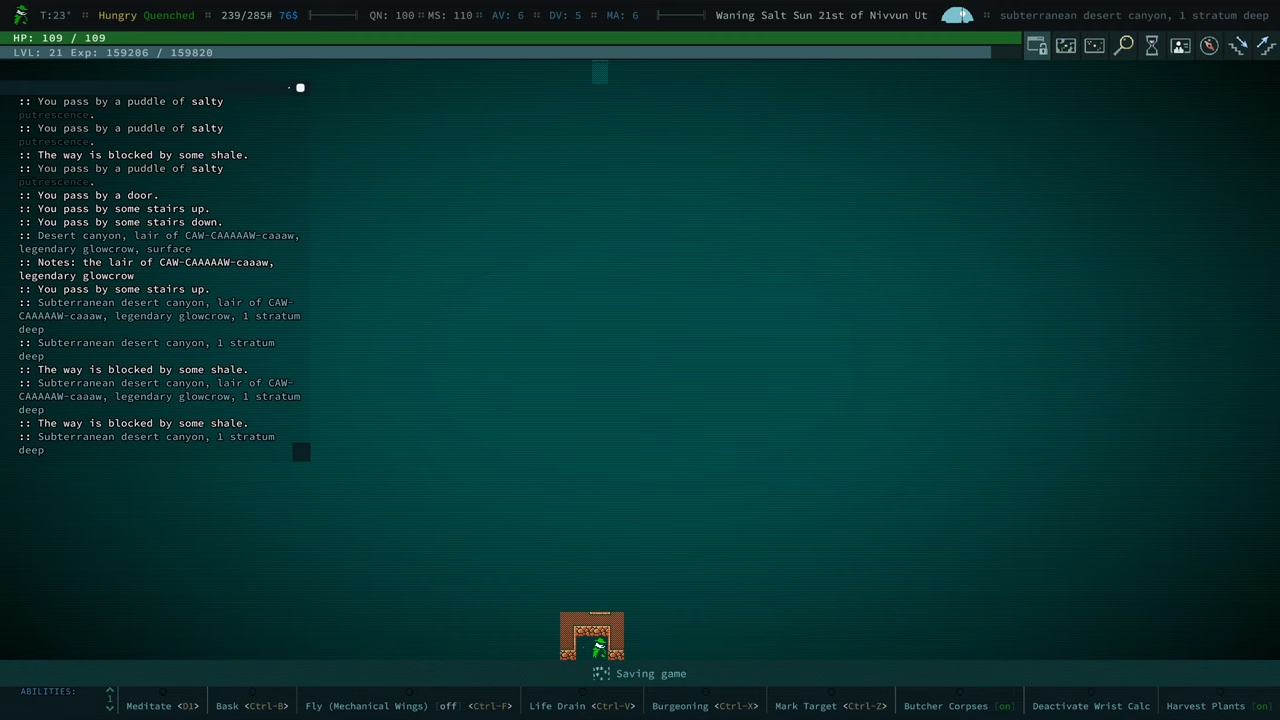 T:23° :: Hungry Quenched :: 239/285# 76$ QN: 100 :: MS: 110 :: AV: 6 :: DV: 5 :: MA: 6 Waning Salt Sun 21st of Nivvun Ut :: subterranean desert canyon, 1 stratum deep
HP: 109 / 109
LVL: 21 Exp: 159206 / 159820
:: You pass by a puddle of salty
putrescence.
:: You pass by a puddle of salty
putrescence.
:: The way is blocked by some shale.
:: You pass by a puddle of salty
putrescence.
:: You pass by a door.
:: You pass by some stairs up.
:: You pass by some stairs down.
:: Desert canyon, lair of CAW-CAAAAAW-caaaw,
legendary glowcrow, surface
:: Notes: the lair of CAW-CAAAAAW-caaaw,
legendary glowcrow
:: You pass by some stairs up.
:: Subterranean desert canyon, lair of CAW-
CAAAAAW-caaaw, legendary glowcrow, 1 stratum
deep
:: Subterranean desert canyon, 1 stratum
deep
:: The way is blocked by some shale.
:: Subterranean desert canyon, lair of CAW-
CAAAAAW-caaaw, legendary glowcrow, 1 stratum
deep
:: The way is blocked by some shale.
:: Subterranean desert canyon, 1 stratum
deep
Saving game
ABILITIES: 1 Meditate <D1> Bask <Ctrl-B> Fly (Mechanical Wings) [off] <Ctrl-F> Life Drain <Ctrl-V> Burgeoning <Ctrl-X> Mark Target <Ctrl-Z> Butcher Corpses [on] Deactivate Wrist Calc Harvest Plants [on]